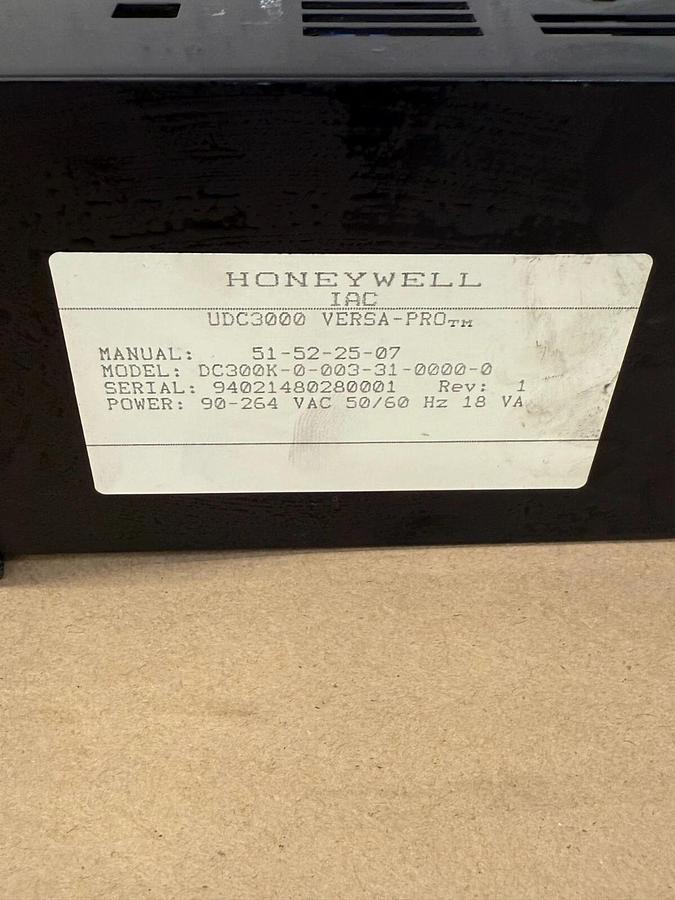 HONEYWELL
IAC
UDC3000 VERSA-PRO™
MANUAL: 51-52-25-07
MODEL: DC300K-0-003-31-0000-0
SERIAL: 94021480280001 Rev: 1
POWER: 90-264 VAC 50/60 Hz 18 VA